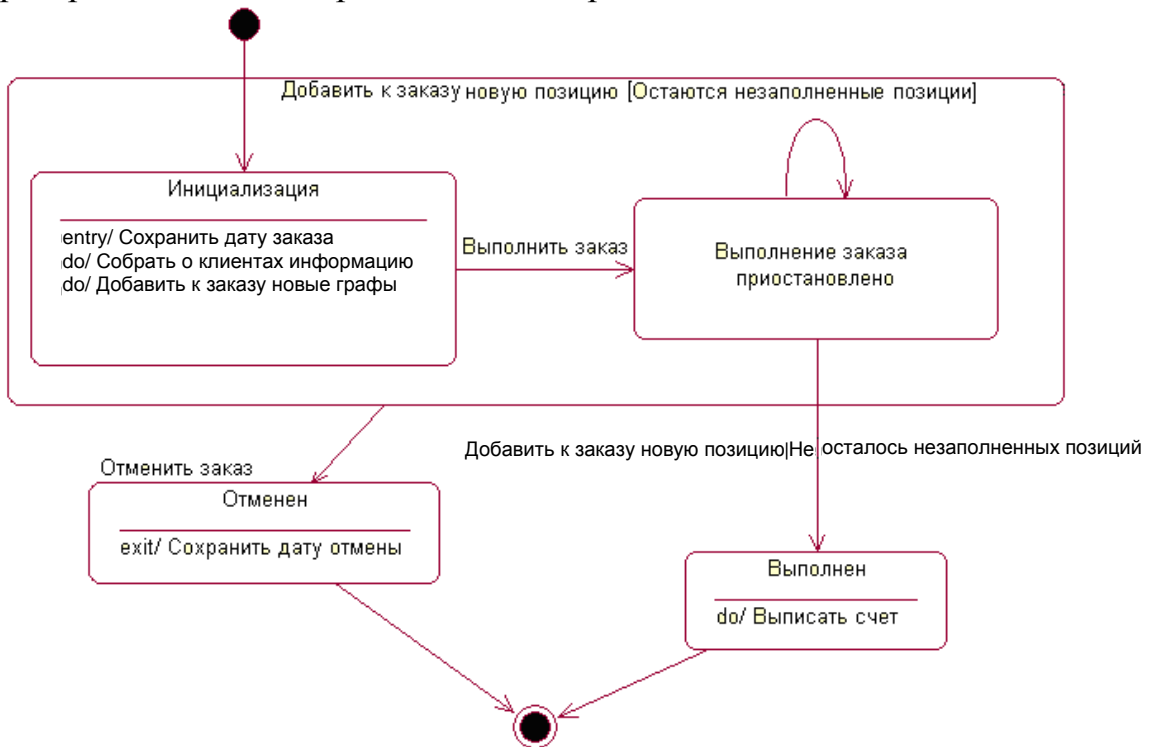 Добавить к заказу новую позицию [Остаются незаполненные позиции]
Инициализация
entry/ Сохранить дату заказа
do/ Собрать о клиентах информацию
do/ Добавить к заказу новые графы
Выполнить заказ
Выполнение заказа
приостановлено
Добавить к заказу новую позицию|Не осталось незаполненных позиций
Отменить заказ
Отменен
exit/ Сохранить дату отмены
Выполнен
do/ Выписать счет